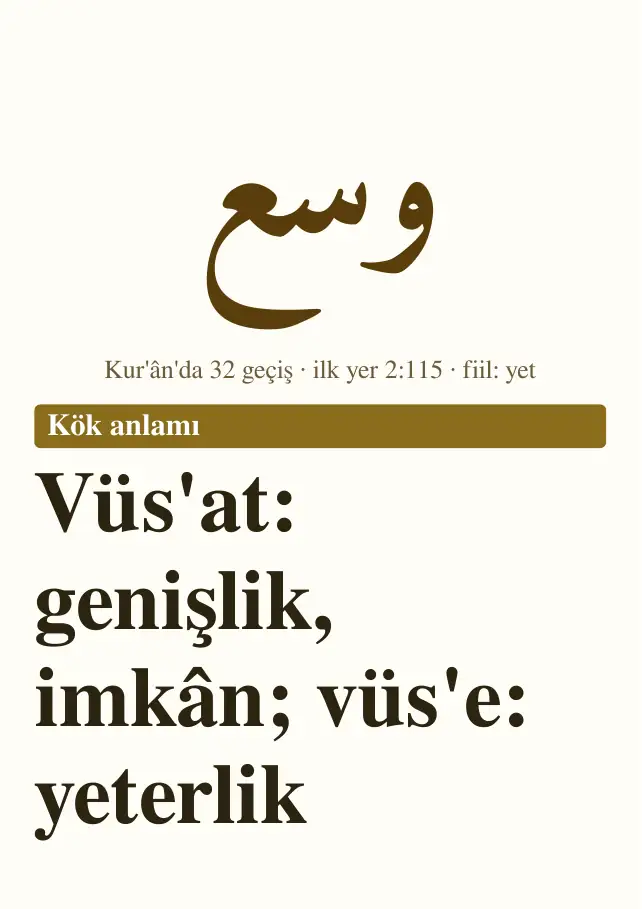 وسع
Kur'ân'da 32 geçiş · ilk yer 2:115 · fiil: yet
Kök anlamı
Vüs'at:
genişlik,
imkân; vüs'e:
yeterlik